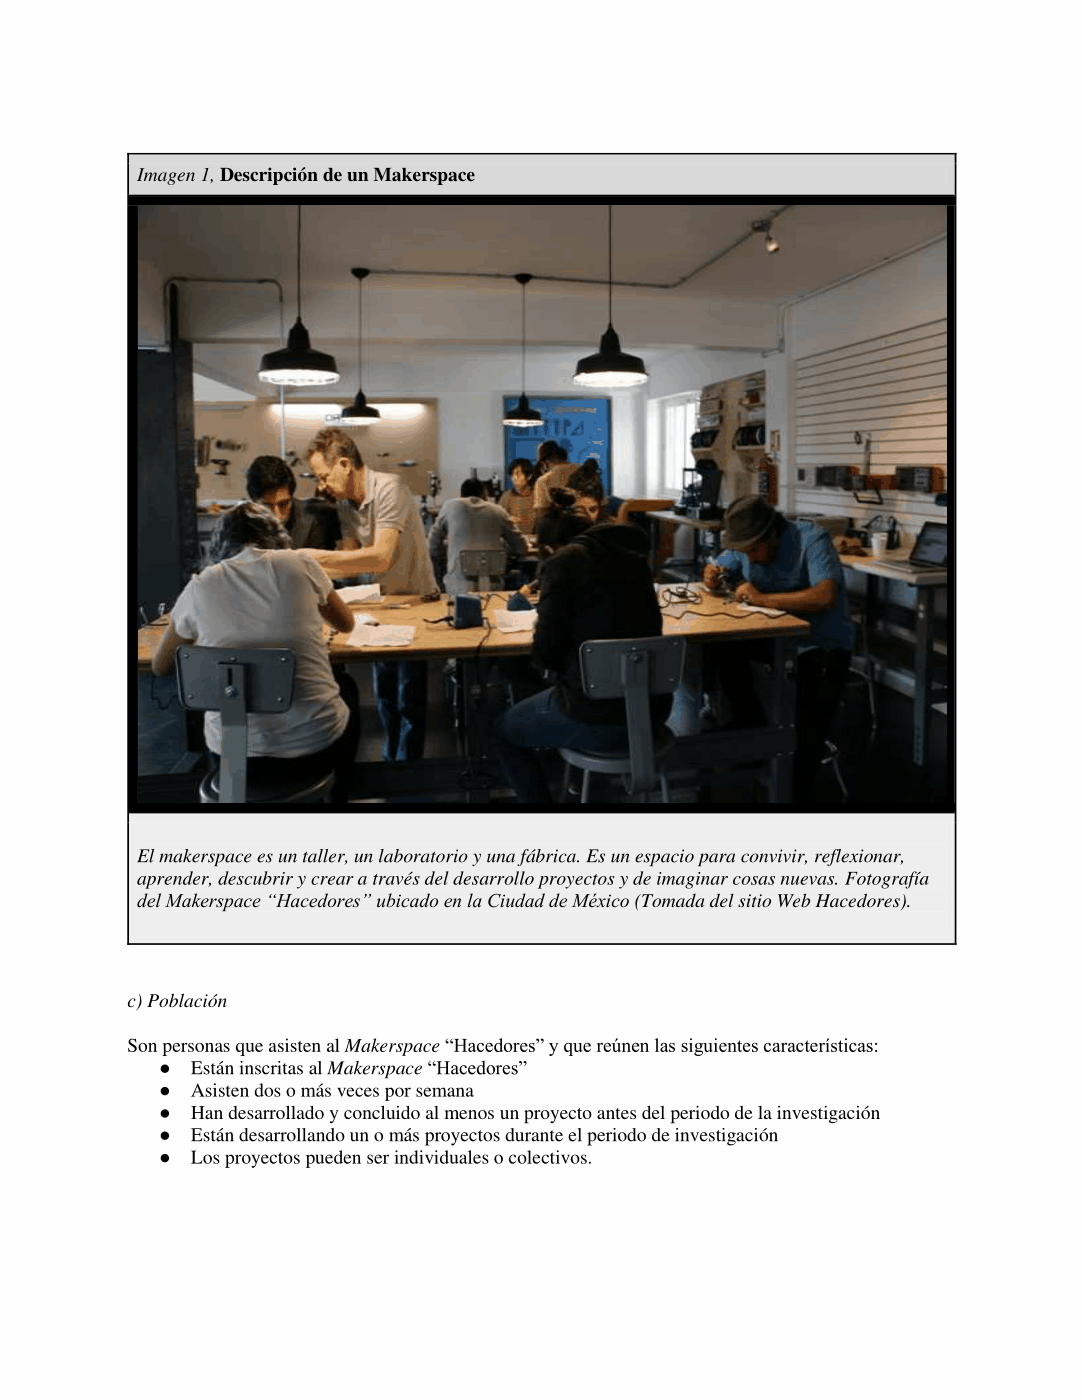 Imagen 1, Descripción de un Makerspace
El makerspace es un taller, un laboratorio y una fábrica. Es un espacio para convivir, reflexionar,
aprender, descubrir y crear a través del desarrollo proyectos y de imaginar cosas nuevas. Fotografía
del Makerspace “Hacedores” ubicado en la Ciudad de México (Tomada del sitio Web Hacedores).
c) Población
Son personas que asisten al Makerspace “Hacedores” y que reúnen las siguientes características:
● Están inscritas al Makerspace “Hacedores”
● Asisten dos o más veces por semana
● Han desarrollado y concluido al menos un proyecto antes del periodo de la investigación
● Están desarrollando un o más proyectos durante el periodo de investigación
● Los proyectos pueden ser individuales o colectivos.